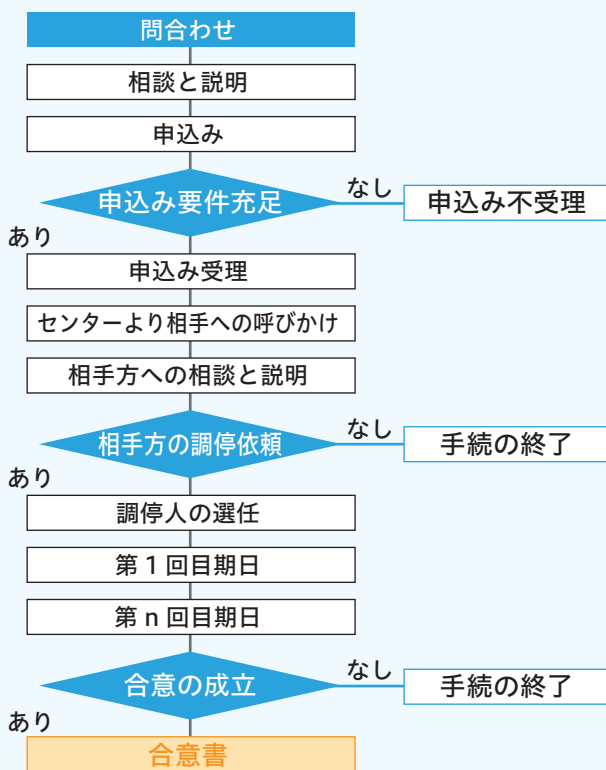 問合わせ
相談と説明
申込み
申込み要件充足
なし
申込み不受理
あり
申込み受理
センターより相手への呼びかけ
相手方への相談と説明
相手方の調停依頼
なし
手続の終了
あり
調停人の選任
第 1 回目期日
第 n 回目期日
合意の成立
なし
手続の終了
あり
合意書